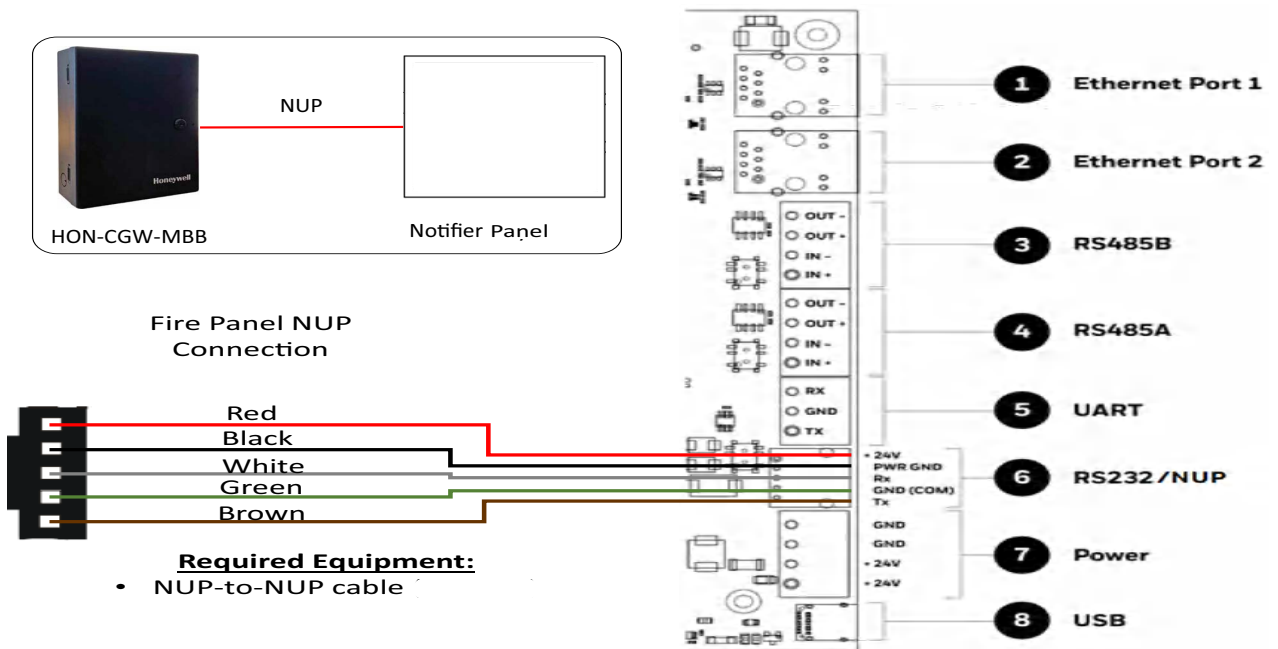 NUP
Honeywell
HON-CGW-MBB
Notifier Panel
Fire Panel NUP
Connection
Red
Black
White
Green
Brown
Required Equipment:
• NUP-to-NUP cable
1 Ethernet Port 1
2 Ethernet Port 2
OUT -
OUT +
IN -
IN +
3 RS485B
OUT -
OUT +
IN -
IN +
4 RS485A
RX
GND
TX
5 UART
+ 24V
PWR GND
Rx
GND (COM)
Tx
6 RS232/NUP
GND
GND
+ 24V
+ 24V
7 Power
8 USB